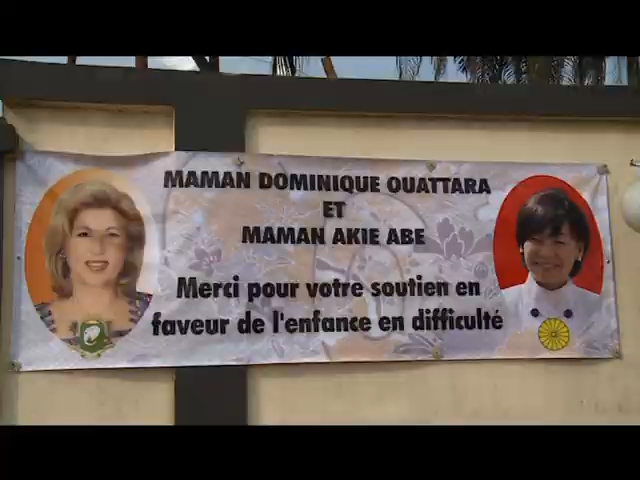 MAMAN DOMINIQUE OUATTARA
ET
MAMAN AKIE ABE
Merci pour votre soutien en
faveur de l'enfance en difficulté